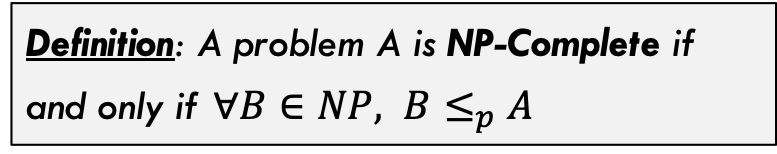 Definition: A problem A is NP-Complete if
and only if ∀B ∈ NP, B ≤ₚ A